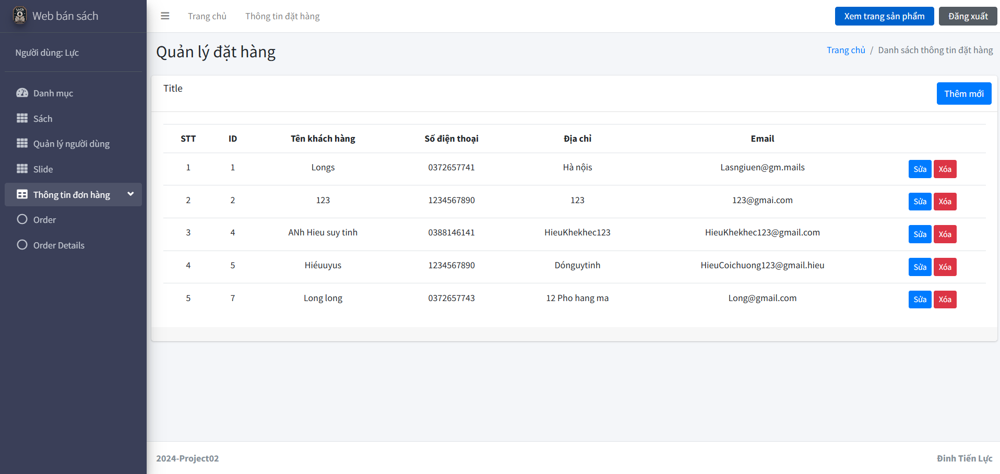 SÁCH
Web bán sách
Trang chủ
Thông tin đặt hàng
Xem trang sản phẩm
Đăng xuất
Người dùng: Lực
Danh mục
Sách
Quản lý người dùng
Slide
Thông tin đơn hàng
Order
Order Details
Quản lý đặt hàng
Trang chủ / Danh sách thông tin đặt hàng
Title
Thêm mới
STT ID Tên khách hàng Số điện thoại Địa chỉ Email
1 1 Longs 0372657741 Hà nộis Lasngiuen@gm.mails Sửa Xóa
2 2 123 1234567890 123 123@gmai.com Sửa Xóa
3 4 ANh Hieu suy tinh 0388146141 HieuKhekhec123 HieuKhekhec123@gmail.com Sửa Xóa
4 5 Hiéuuyus 1234567890 Dónguytinh HieuCoichuong123@gmail.hieu Sửa Xóa
5 7 Long long 0372657743 12 Pho hang ma Long@gmail.com Sửa Xóa
2024-Project02
Đinh Tiến Lực